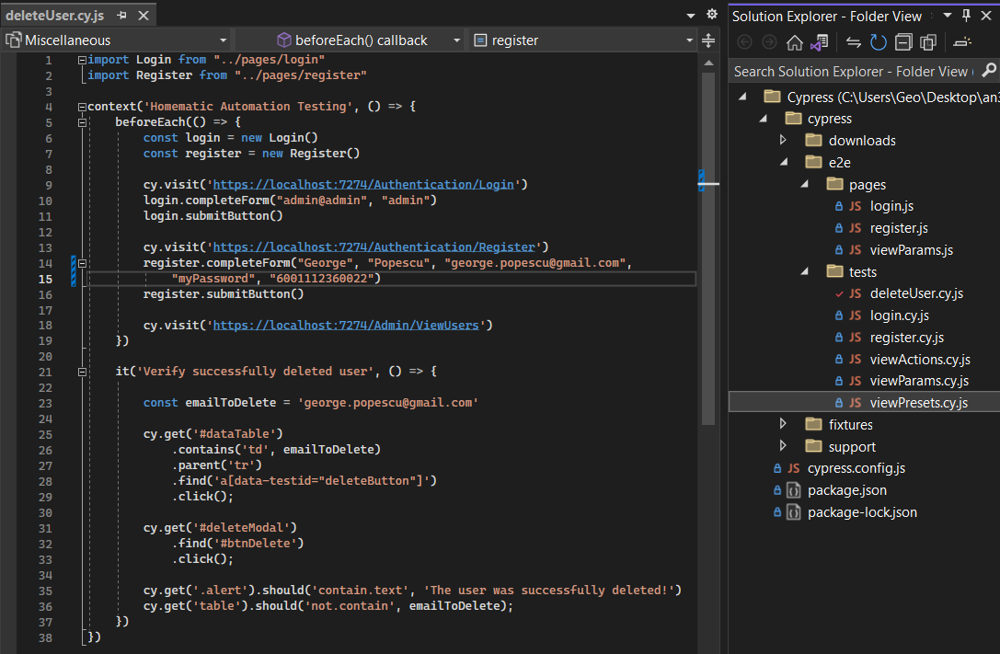 deleteUser.cy.js
Miscellaneous
beforeEach() callback
register
1 import Login from "../pages/login"
2 import Register from "../pages/register"
3
4 context('Homematic Automation Testing', () => {
5 beforeEach(() => {
6 const login = new Login()
7 const register = new Register()
8
9 cy.visit('https://localhost:7274/Authentication/Login')
10 login.completeForm("admin@admin", "admin")
11 login.submitButton()
12
13 cy.visit('https://localhost:7274/Authentication/Register')
14 register.completeForm("George", "Popescu", "george.popescu@gmail.com",
15 "myPassword", "6001112360022")
16 register.submitButton()
17
18 cy.visit('https://localhost:7274/Admin/ViewUsers')
19 })
20
21 it('Verify successfully deleted user', () => {
22
23 const emailToDelete = 'george.popescu@gmail.com'
24
25 cy.get('#dataTable')
26 .contains('td', emailToDelete)
27 .parent('tr')
28 .find('a[data-testid="deleteButton"]')
29 .click();
30
31 cy.get('#deleteModal')
32 .find('#btnDelete')
33 .click();
34
35 cy.get('.alert').should('contain.text', 'The user was successfully deleted!')
36 cy.get('table').should('not.contain', emailToDelete);
37 })
38 })
Solution Explorer - Folder View
Search Solution Explorer - Folder View (
Cypress (C:\Users\Geo\Desktop\an3
cypress
downloads
e2e
pages
JS login.js
JS register.js
JS viewParams.js
tests
JS deleteUser.cy.js
JS login.cy.js
JS register.cy.js
JS viewActions.cy.js
JS viewParams.cy.js
JS viewPresets.cy.js
fixtures
support
JS cypress.config.js
package.json
package-lock.json